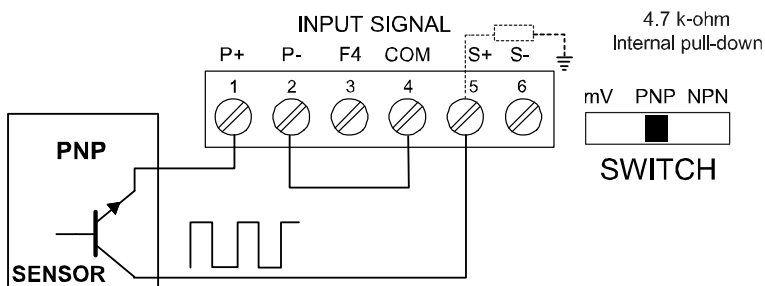 INPUT SIGNAL
4.7 k-ohm
Internal pull-down
P+ P- F4 COM S+ S-
1 2 3 4 5 6
mV PNP NPN
SWITCH
PNP
SENSOR